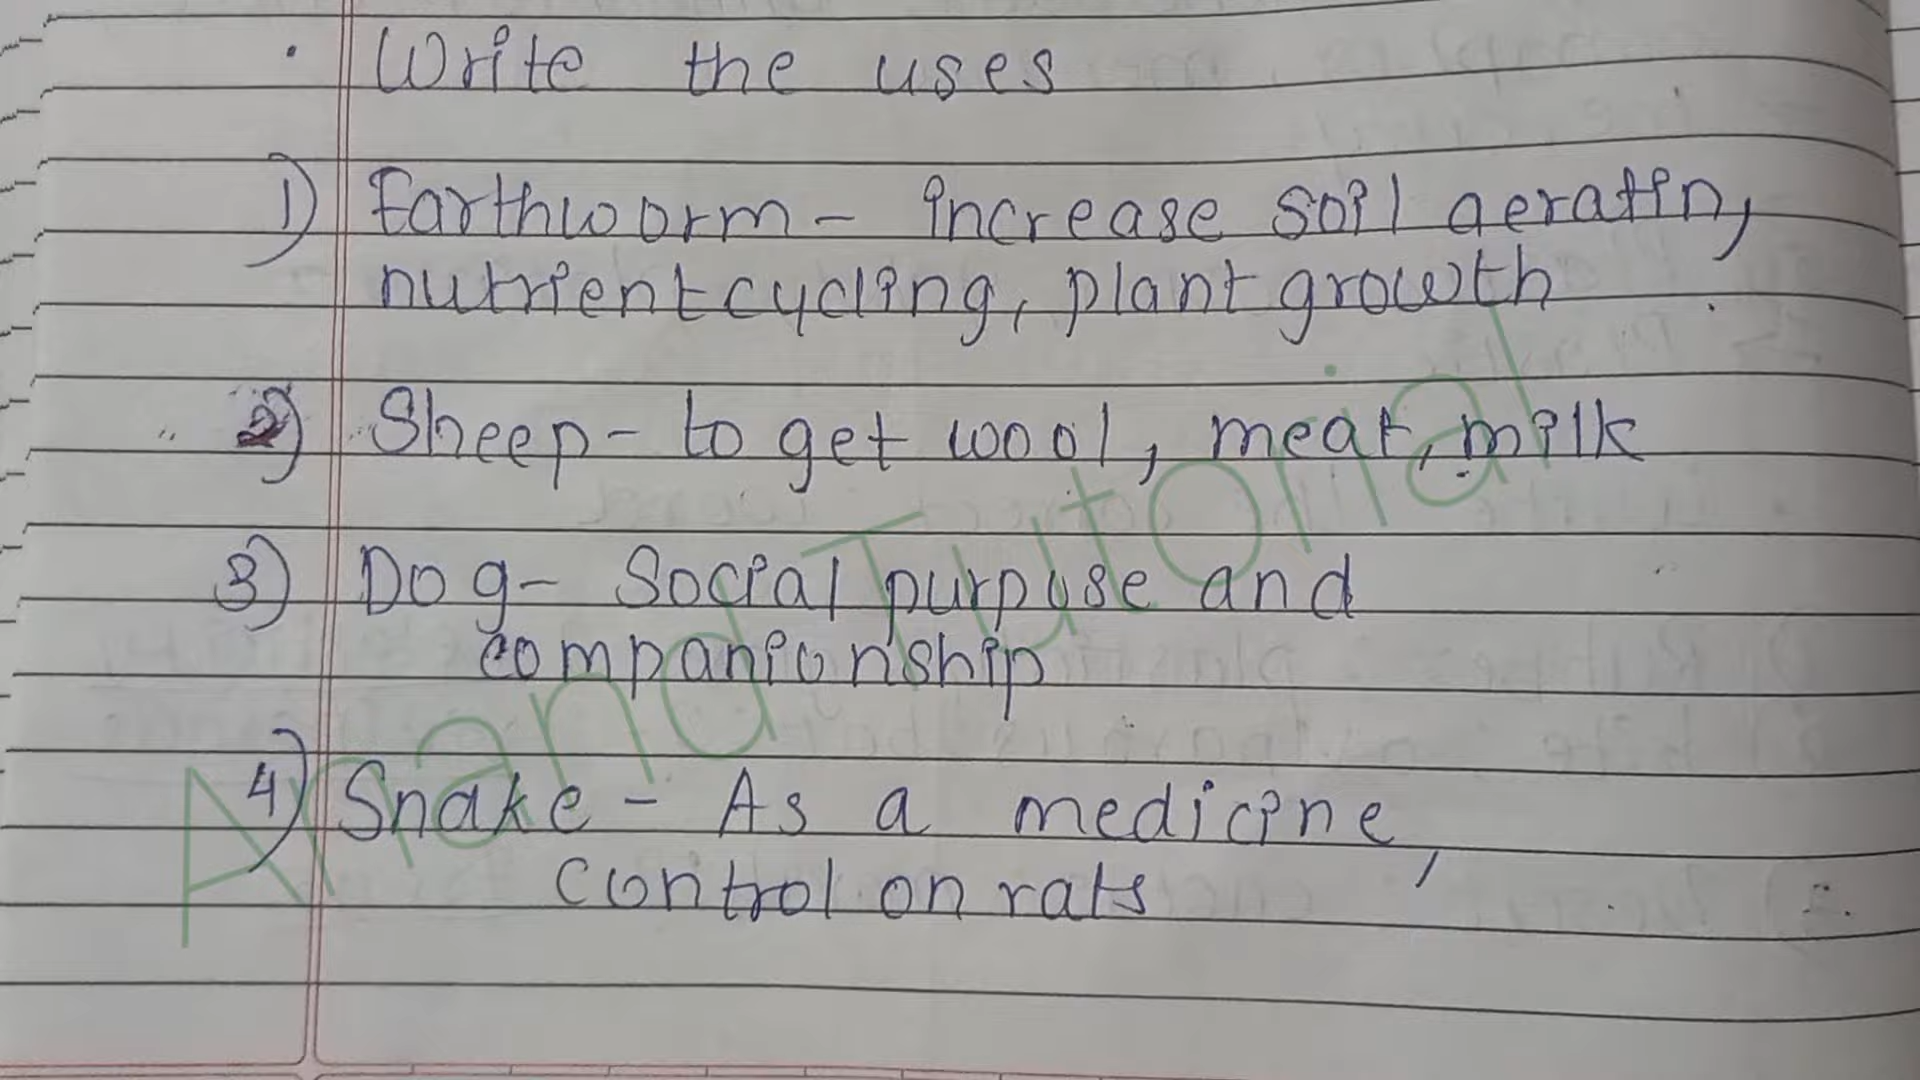 · Write the uses
1) Earthworm - increase soil aeratin,
nutrient cycling, plant growth
2) Sheep - to get wool, meat, milk
3) Dog - Social purpose and
companionship
4) Snake - As a medicine,
control on rats
Anand Tutorial